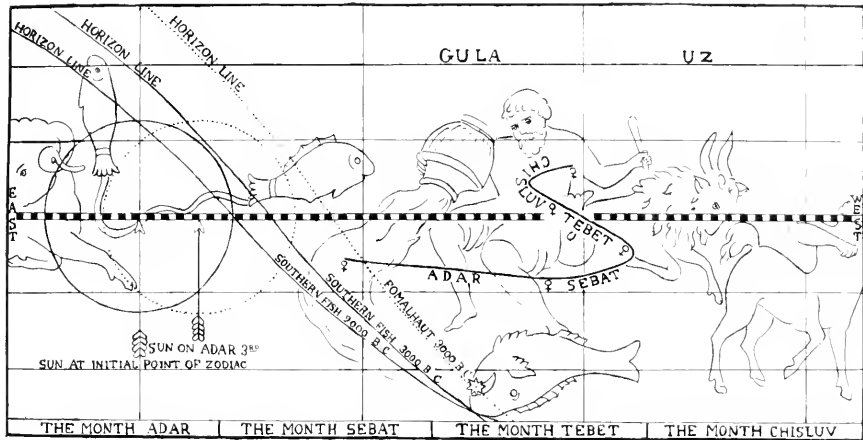 HORIZON LINE
HORIZON LINE
HORIZON LINE
GULA
UZ
CHISLUV
TEBET
SEBAT
ADAR
EAST
WEST
SOUTHERN FISH 2000 B C
SOUTHERN FISH 3000 B C
FOMALHAUT 3000 B C
SUN ON ADAR 3RD
SUN AT INITIAL POINT OF ZODIAC
THE MONTH ADAR
THE MONTH SEBAT
THE MONTH TEBET
THE MONTH CHISLUV